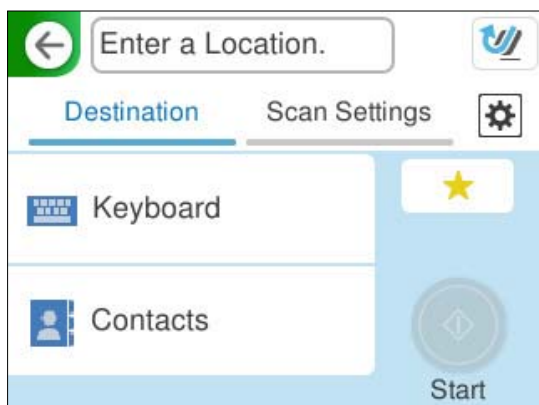 Enter a Location.
Destination Scan Settings
Keyboard
Contacts
Start